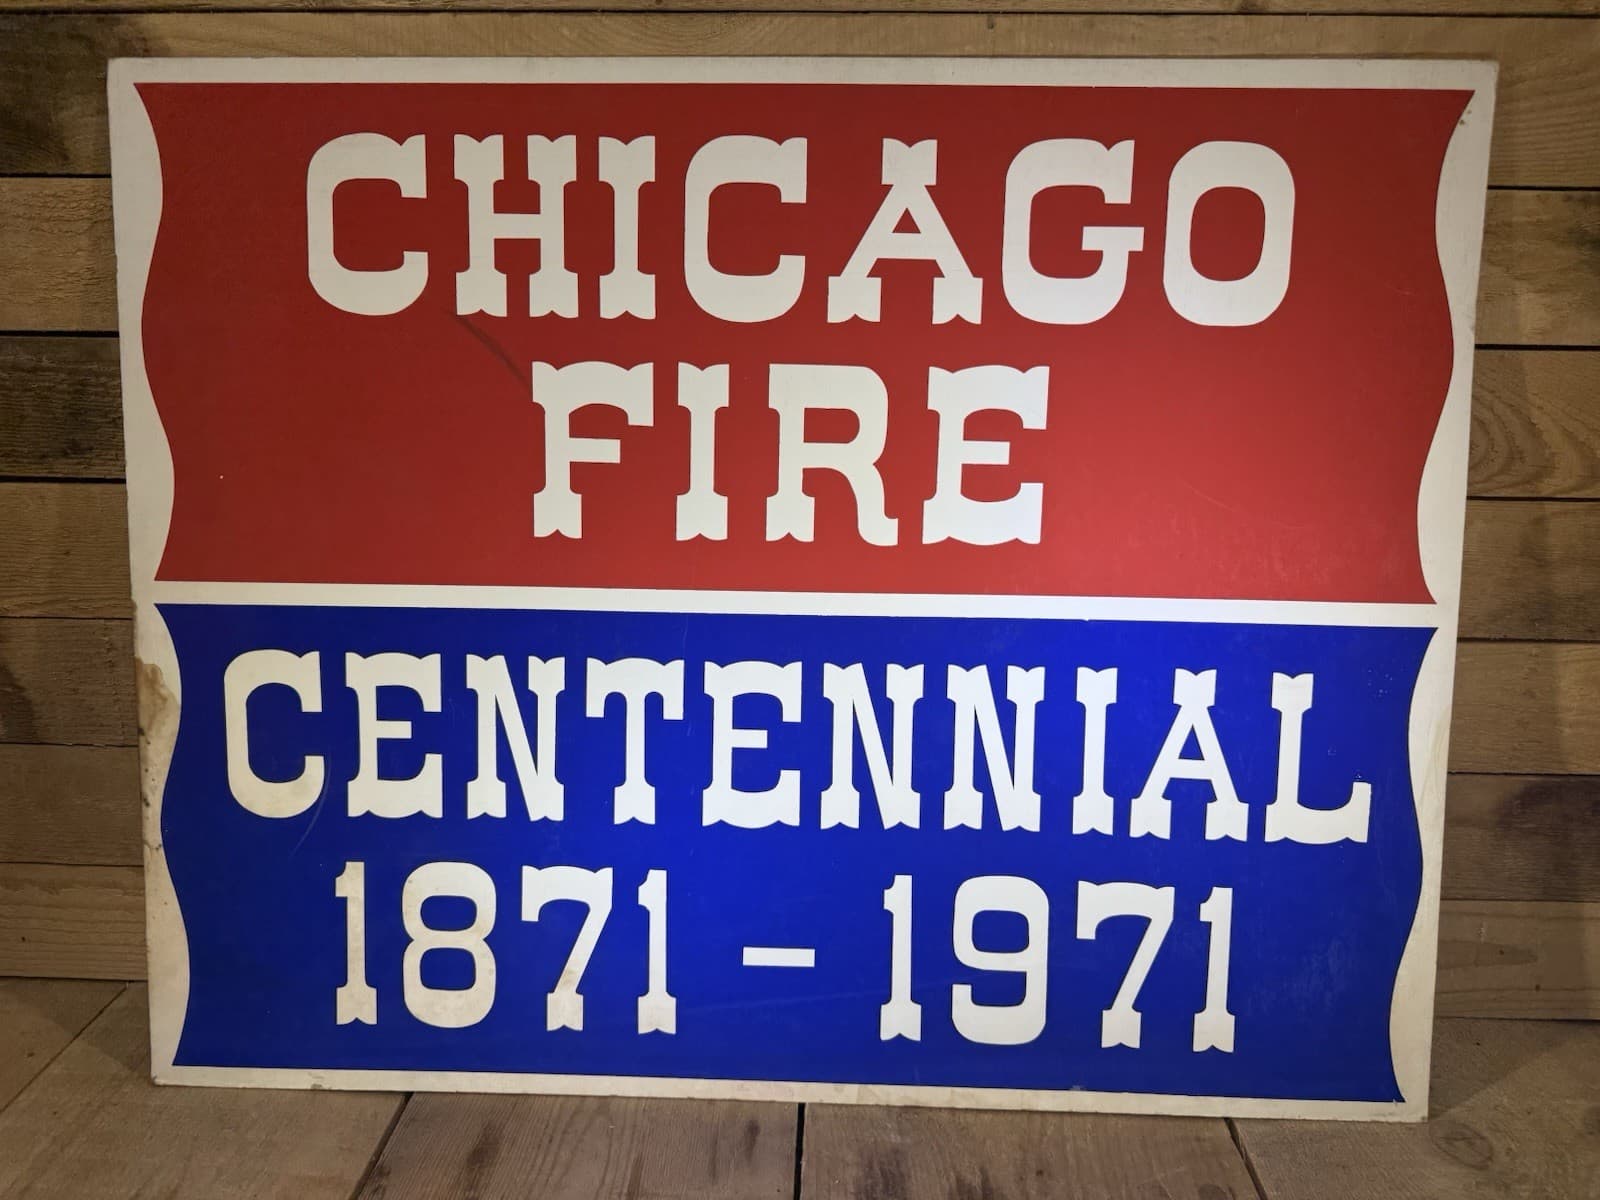 CHICAGO
FIRE
CENTENNIAL
1871 – 1971